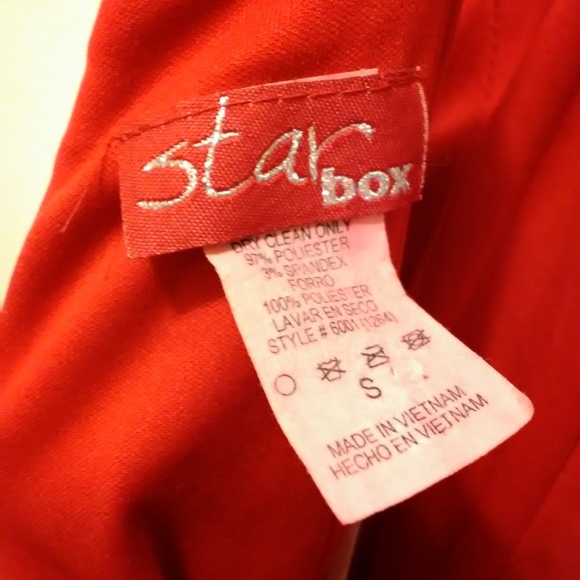 star
box
DRY CLEAN ONLY
97% POLIESTER
3% SPANDEX
FORRO
100% POLIESTER
LAVAR EN SECO
STYLE # 6001 (1264)
S
MADE IN VIETNAM
HECHO EN VIETNAM